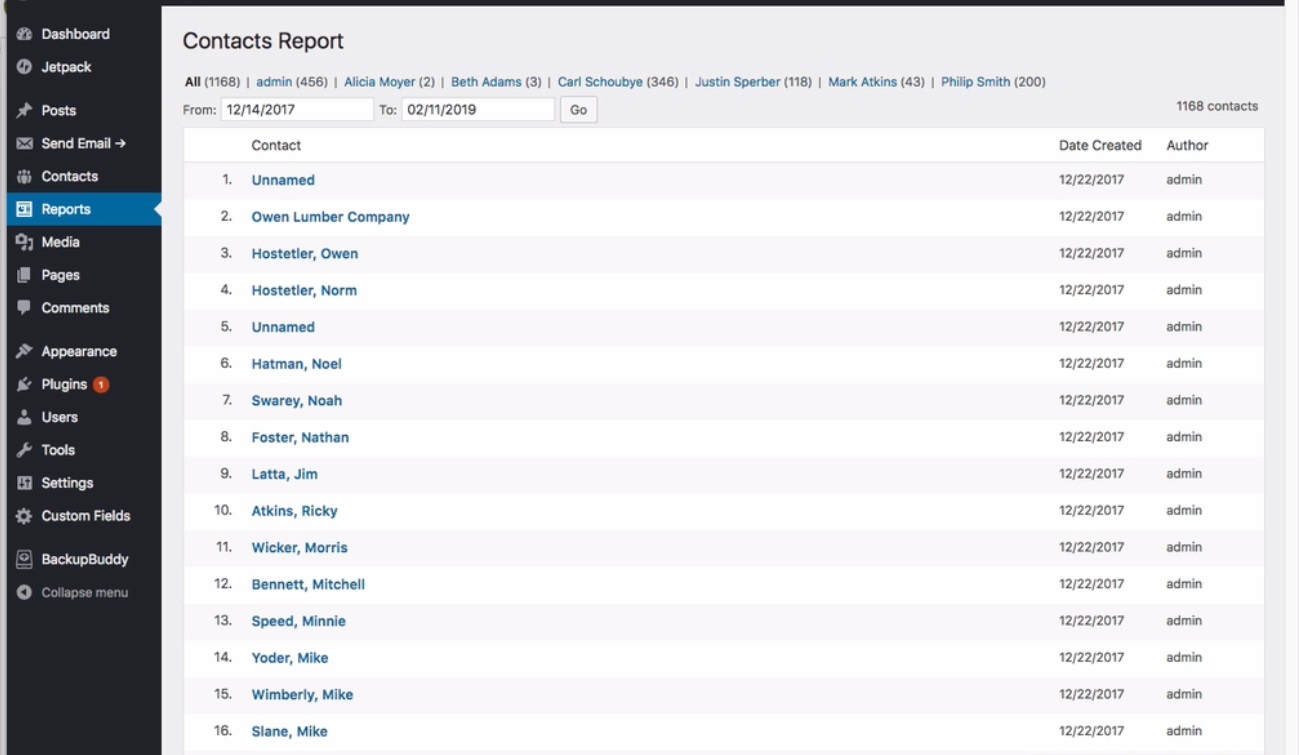 Dashboard
Jetpack
Posts
Send Email →
Contacts
Reports
Media
Pages
Comments
Appearance
Plugins 1
Users
Tools
Settings
Custom Fields
BackupBuddy
Collapse menu
Contacts Report
All (1168) | admin (456) | Alicia Moyer (2) | Beth Adams (3) | Carl Schoubye (346) | Justin Sperber (118) | Mark Atkins (43) | Philip Smith (200)
From: 12/14/2017 To: 02/11/2019 Go 1168 contacts
Contact Date Created Author
1. Unnamed 12/22/2017 admin
2. Owen Lumber Company 12/22/2017 admin
3. Hostetler, Owen 12/22/2017 admin
4. Hostetler, Norm 12/22/2017 admin
5. Unnamed 12/22/2017 admin
6. Hatman, Noel 12/22/2017 admin
7. Swarey, Noah 12/22/2017 admin
8. Foster, Nathan 12/22/2017 admin
9. Latta, Jim 12/22/2017 admin
10. Atkins, Ricky 12/22/2017 admin
11. Wicker, Morris 12/22/2017 admin
12. Bennett, Mitchell 12/22/2017 admin
13. Speed, Minnie 12/22/2017 admin
14. Yoder, Mike 12/22/2017 admin
15. Wimberly, Mike 12/22/2017 admin
16. Slane, Mike 12/22/2017 admin